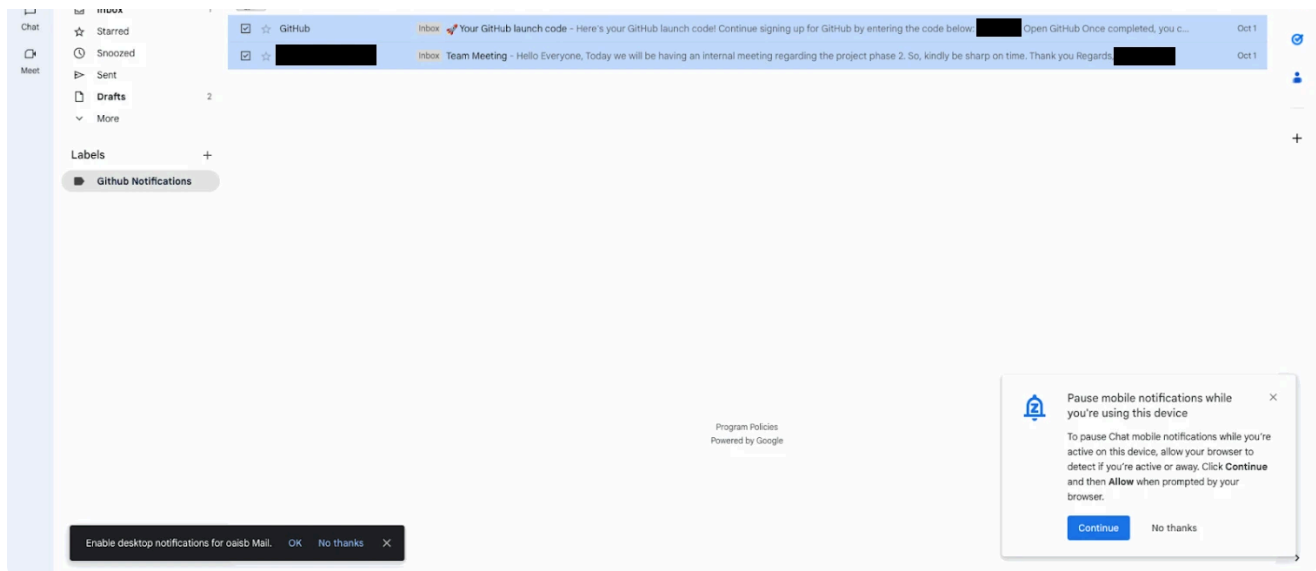 Chat
Meet
Inbox
Starred
Snoozed
Sent
Drafts 2
More
Labels
Github Notifications
GitHub Inbox 🚀 Your GitHub launch code - Here's your GitHub launch code! Continue signing up for GitHub by entering the code below: Open GitHub Once completed, you c... Oct 1
Inbox Team Meeting - Hello Everyone, Today we will be having an internal meeting regarding the project phase 2. So, kindly be sharp on time. Thank you Regards, Oct 1
Program Policies
Powered by Google
Pause mobile notifications while
you're using this device
To pause Chat mobile notifications while you're
active on this device, allow your browser to
detect if you're active or away. Click Continue
and then Allow when prompted by your
browser.
Continue No thanks
Enable desktop notifications for oaisb Mail. OK No thanks